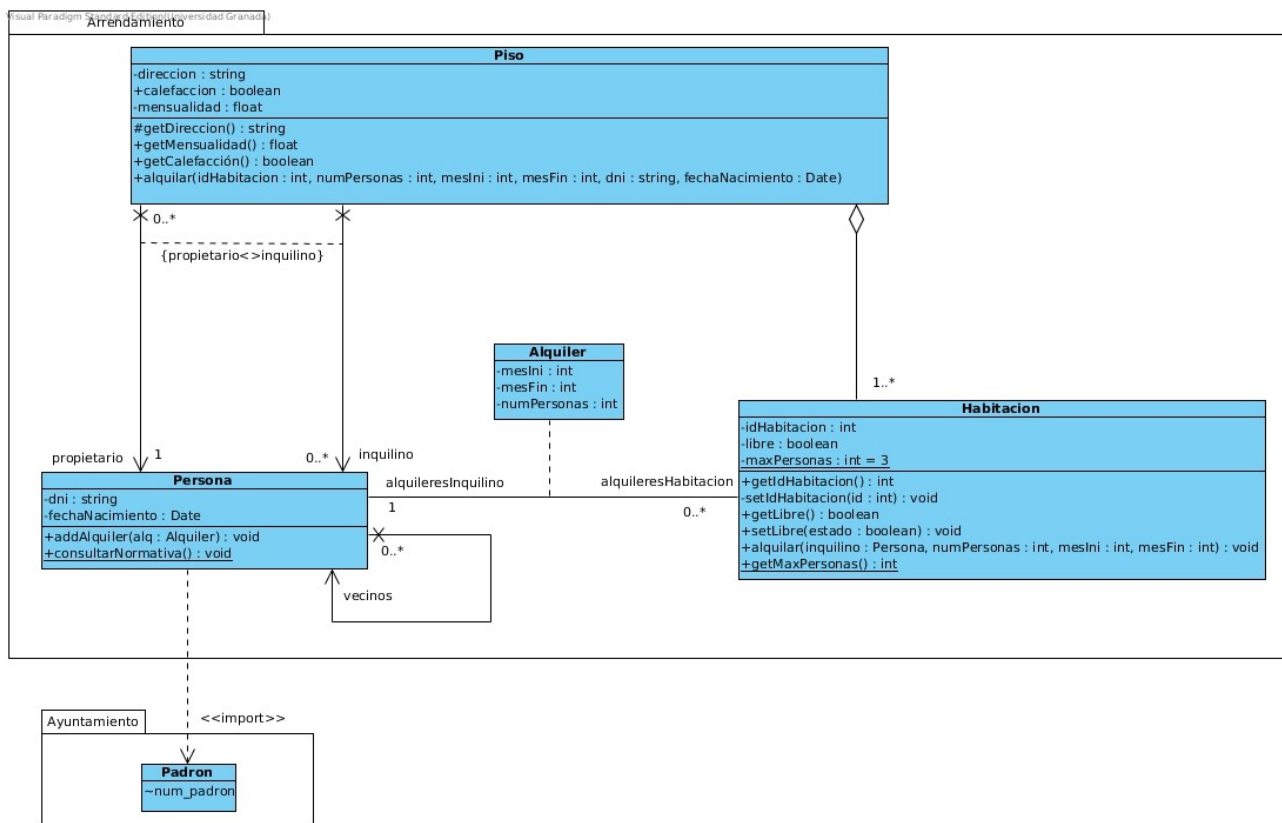 Visual Paradigm Standard Edition(Universidad Granada)
Arrendamiento
Piso
-direccion : string
+calefaccion : boolean
-mensualidad : float
#getDireccion() : string
+getMensualidad() : float
+getCalefacción() : boolean
+alquilar(idHabitacion : int, numPersonas : int, mesIni : int, mesFin : int, dni : string, fechaNacimiento : Date)
0..*
{propietario<>inquilino}
Alquiler
-mesIni : int
-mesFin : int
-numPersonas : int
1..*
Habitacion
-idHabitacion : int
-libre : boolean
-maxPersonas : int = 3
+getIdHabitacion() : int
-setIdHabitacion(id : int) : void
+getLibre() : boolean
+setLibre(estado : boolean) : void
+alquilar(inquilino : Persona, numPersonas : int, mesIni : int, mesFin : int) : void
+getMaxPersonas() : int
propietario
1
0..*
inquilino
Persona
-dni : string
-fechaNacimiento : Date
+addAlquiler(alq : Alquiler) : void
+consultarNormativa() : void
alquileresInquilino
1
alquileresHabitacion
0..*
0..*
vecinos
Ayuntamiento
<<import>>
Padron
~num_padron